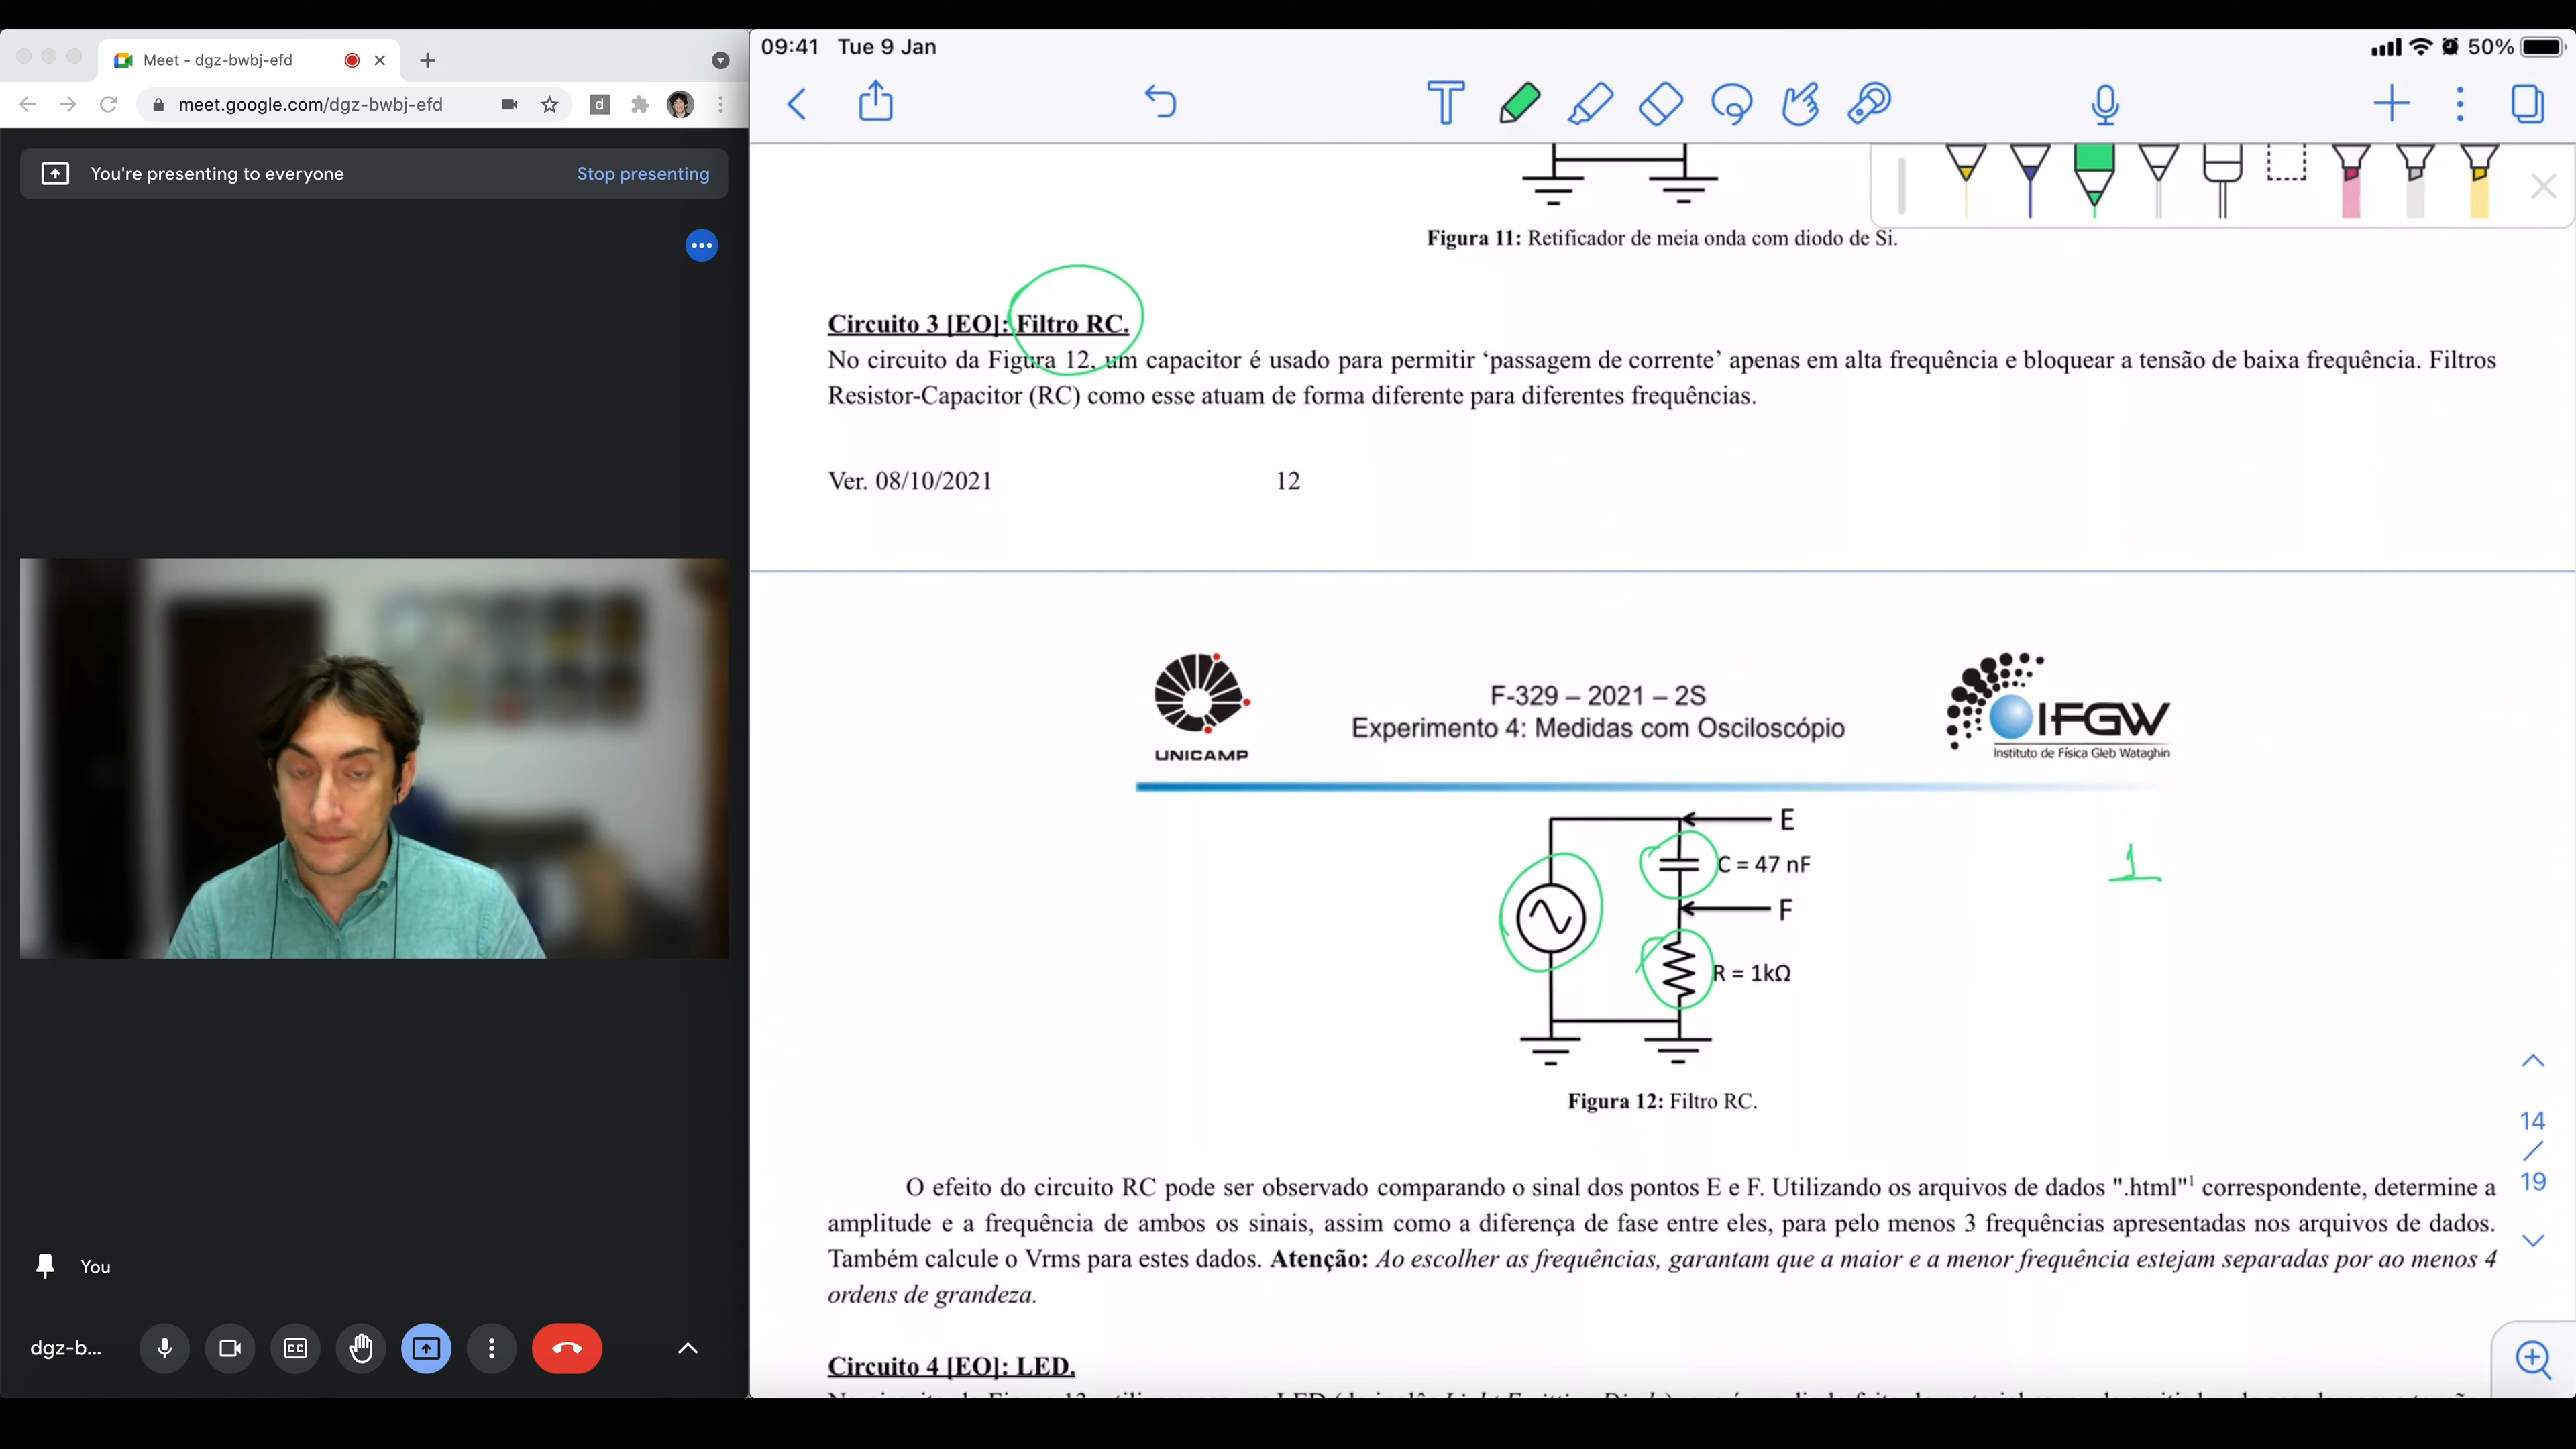 Meet - dgz-bwbj-efd
meet.google.com/dgz-bwbj-efd
d
You're presenting to everyone
Stop presenting
You
dgz-b...
CC
09:41 Tue 9 Jan
50%
T
Figura 11: Retificador de meia onda com diodo de Si.
Circuito 3 [EO]: Filtro RC.
No circuito da Figura 12, um capacitor é usado para permitir ‘passagem de corrente’ apenas em alta frequência e bloquear a tensão de baixa frequência. Filtros
Resistor-Capacitor (RC) como esse atuam de forma diferente para diferentes frequências.
Ver. 08/10/2021 12
UNICAMP
F-329 – 2021 – 2S
Experimento 4: Medidas com Osciloscópio
IFGW
Instituto de Física Gleb Wataghin
E
C = 47 nF
1
F
R = 1kΩ
Figura 12: Filtro RC.
14
/
19
O efeito do circuito RC pode ser observado comparando o sinal dos pontos E e F. Utilizando os arquivos de dados ".html"¹ correspondente, determine a
amplitude e a frequência de ambos os sinais, assim como a diferença de fase entre eles, para pelo menos 3 frequências apresentadas nos arquivos de dados.
Também calcule o Vrms para estes dados. Atenção: Ao escolher as frequências, garantam que a maior e a menor frequência estejam separadas por ao menos 4
ordens de grandeza.
Circuito 4 [EO]: LED.